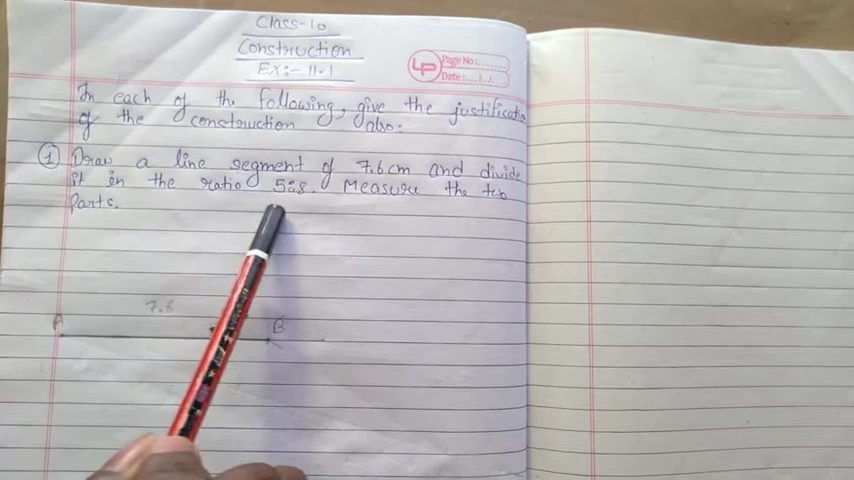 Class-10
Construction
Ex:- 11.1
LP Page No:.......
Date:.../.../...
In each of the following, give the justification
of the construction also:
① Draw a line segment of 7.6 cm and divide
it in the ratio 5:8. Measure the two
Parts.
7.6
A B